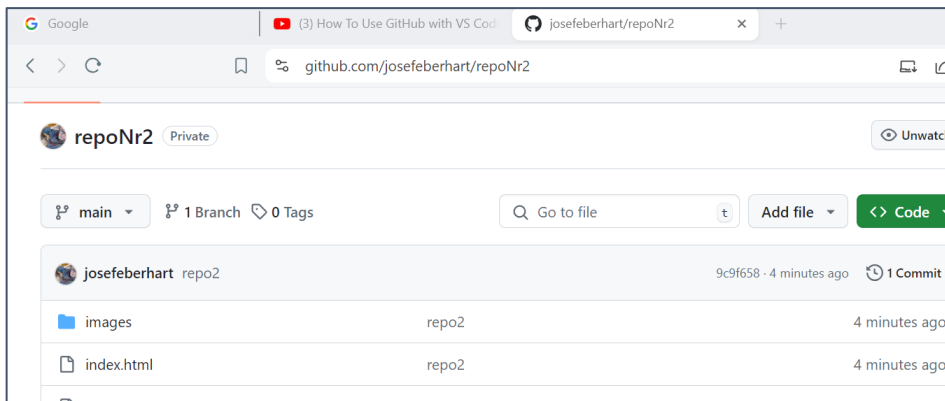 Google
(3) How To Use GitHub with VS Cod
josefeberhart/repoNr2
github.com/josefeberhart/repoNr2
repoNr2 Private
Unwatc
main 1 Branch 0 Tags Go to file t Add file Code
josefeberhart repo2 9c9f658 · 4 minutes ago 1 Commit
images repo2 4 minutes ago
index.html repo2 4 minutes ago